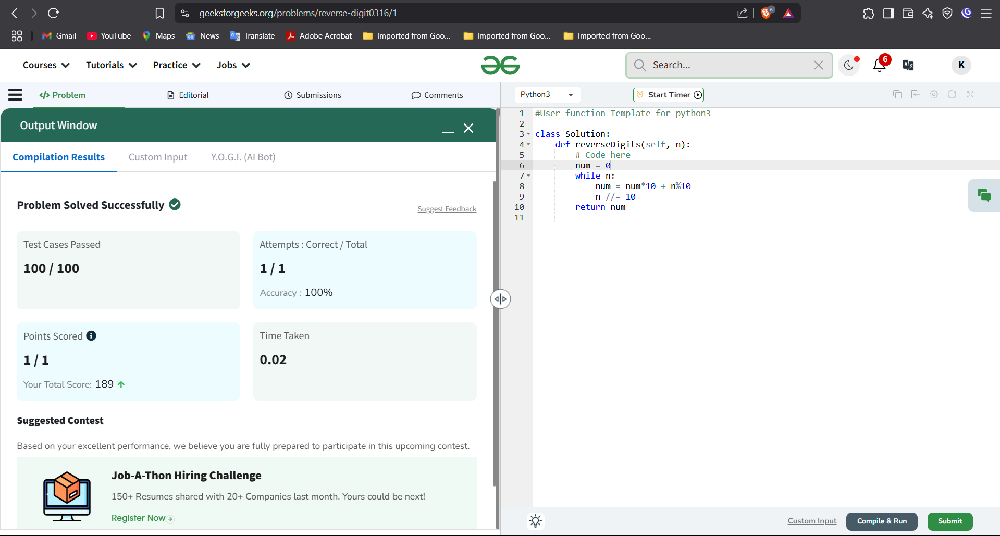 geeksforgeeks.org/problems/reverse-digit0316/1
6
Gmail YouTube Maps News Translate Adobe Acrobat Imported from Goo... Imported from Goo... Imported from Goo...
Courses Tutorials Practice Jobs Search... 6 K
</> Problem Editorial Submissions Comments
Python3 Start Timer
Output Window
Compilation Results Custom Input Y.O.G.I. (AI Bot)
Problem Solved Successfully
Suggest Feedback
Test Cases Passed
100 / 100
Attempts : Correct / Total
1 / 1
Accuracy : 100%
Points Scored
1 / 1
Your Total Score: 189
Time Taken
0.02
Suggested Contest
Based on your excellent performance, we believe you are fully prepared to participate in this upcoming contest.
Job-A-Thon Hiring Challenge
150+ Resumes shared with 20+ Companies last month. Yours could be next!
Register Now
1 #User function Template for python3
2
3 class Solution:
4     def reverseDigits(self, n):
5         # Code here
6         num = 0
7         while n:
8             num = num*10 + n%10
9             n //= 10
10         return num
11
Custom Input Compile & Run Submit